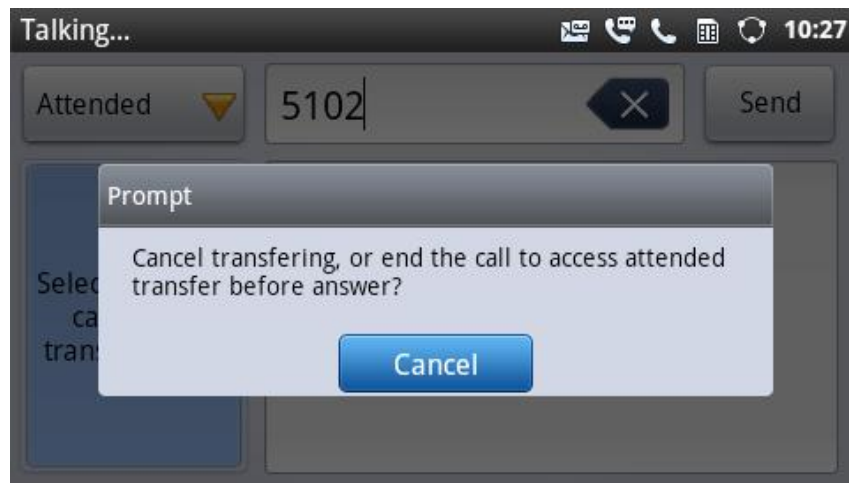 Talking...
10:27
Attended
5102
Send
Prompt
Cancel transfering, or end the call to access attended
transfer before answer?
Cancel